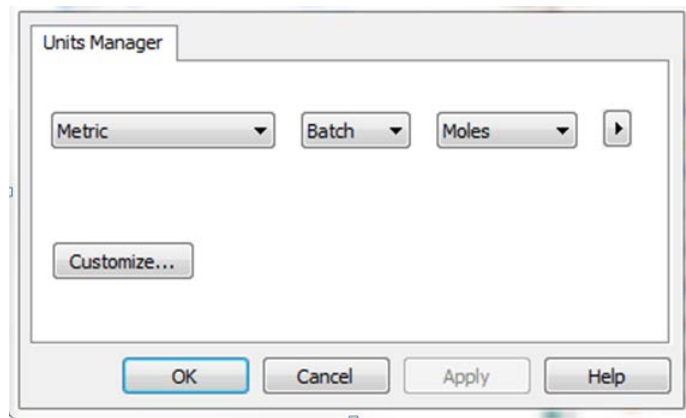 Units Manager
Metric Batch Moles
Customize...
OK Cancel Apply Help